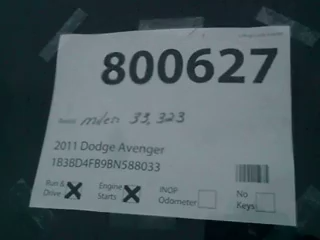 800627
miles 33,323
2011 Dodge Avenger
1B3BD4FB9BN588033
Run & Drive X Engine Starts X INOP Odometer No Keys